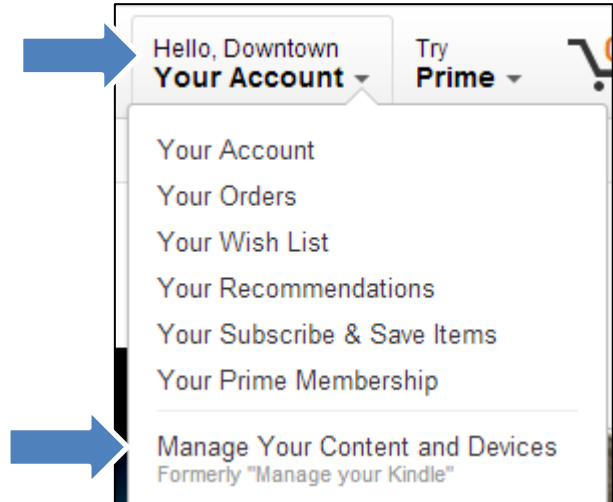 Hello, Downtown
Your Account
Try
Prime
Your Account
Your Orders
Your Wish List
Your Recommendations
Your Subscribe & Save Items
Your Prime Membership
Manage Your Content and Devices
Formerly "Manage your Kindle"